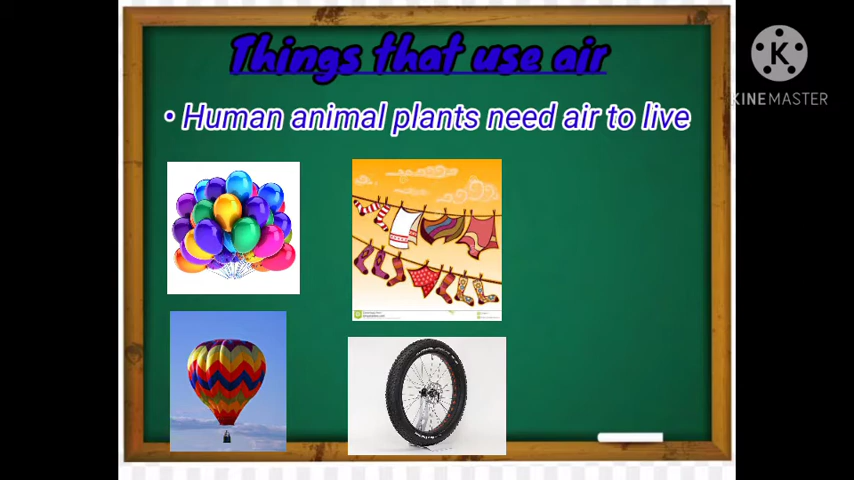 Things that use air
K
KINEMASTER
• Human animal plants need air to live